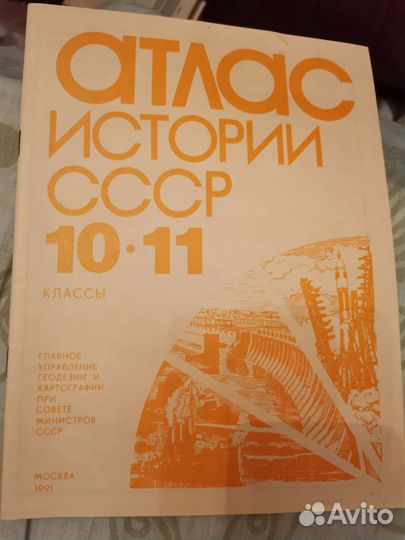 АТЛАС
ИСТОРИИ
СССР
10·11
КЛАССЫ
ГЛАВНОЕ
УПРАВЛЕНИЕ
ГЕОДЕЗИИ И
КАРТОГРАФИИ
ПРИ
СОВЕТЕ
МИНИСТРОВ
СССР
МОСКВА
1991
Avito